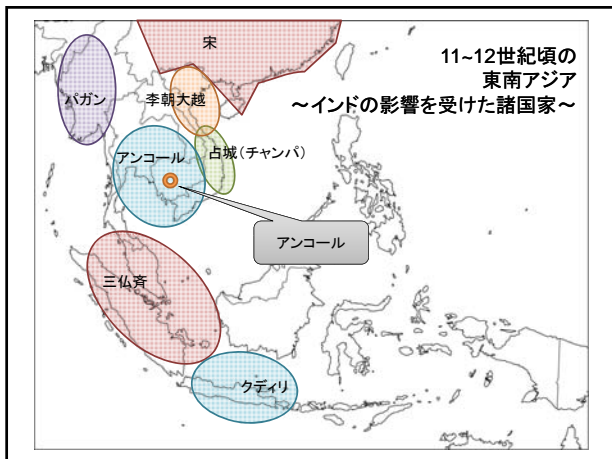 11~12世紀頃の
東南アジア
～インドの影響を受けた諸国家～
宋
パガン
李朝大越
アンコール
占城（チャンパ）
アンコール
三仏斉
クディリ